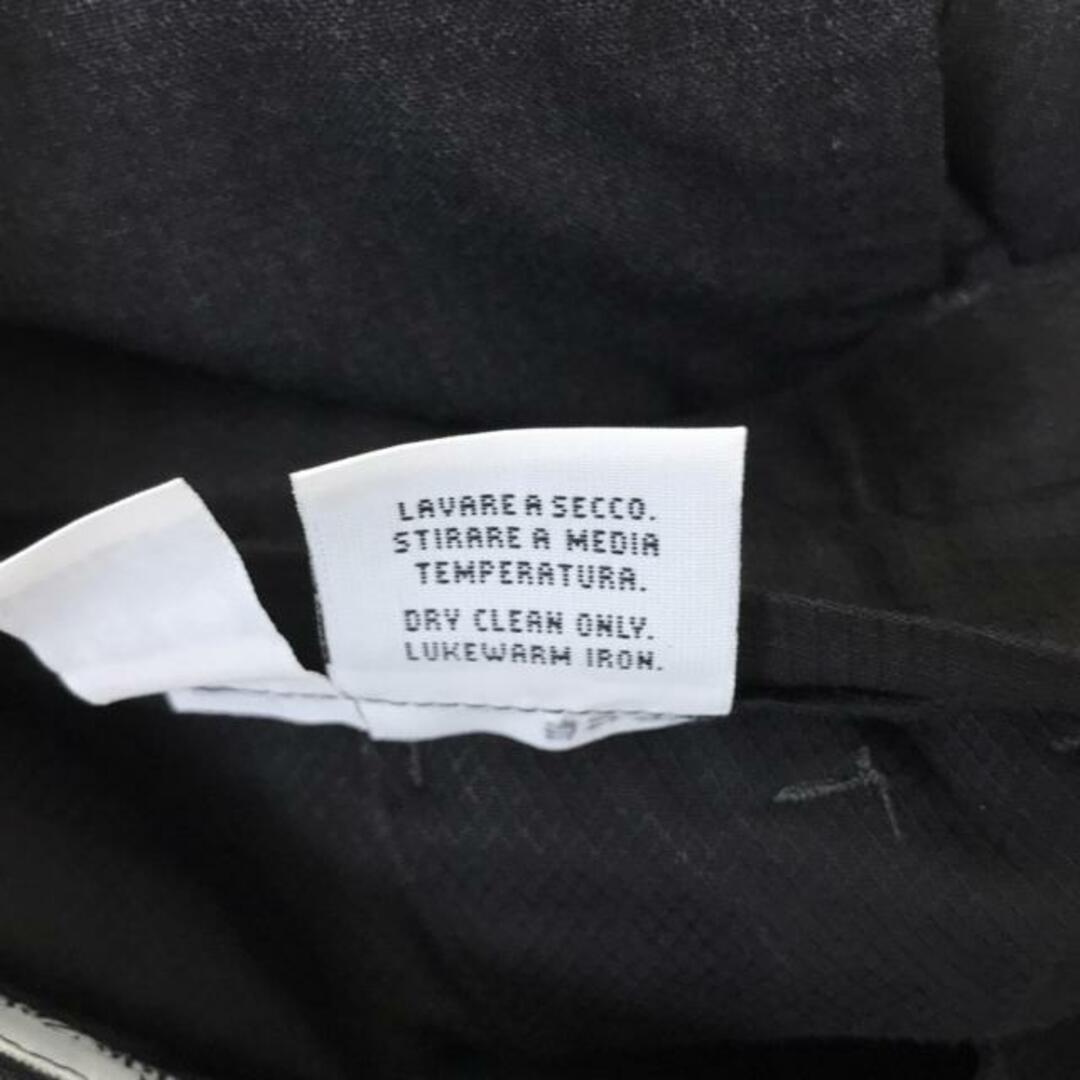 LAVARE A SECCO.
STIRARE A MEDIA
TEMPERATURA.
DRY CLEAN ONLY.
LUKEWARM IRON.